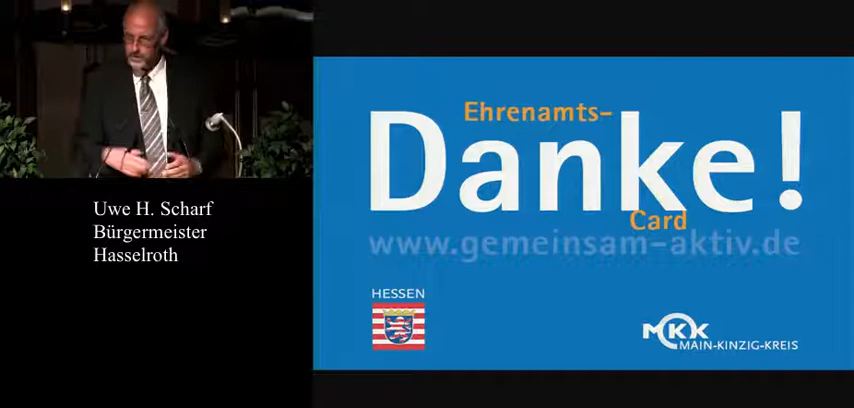 Uwe H. Scharf
Bürgermeister
Hasselroth
Ehrenamts-
Danke!
Card
www.gemeinsam-aktiv.de
HESSEN
MKK
MAIN-KINZIG-KREIS